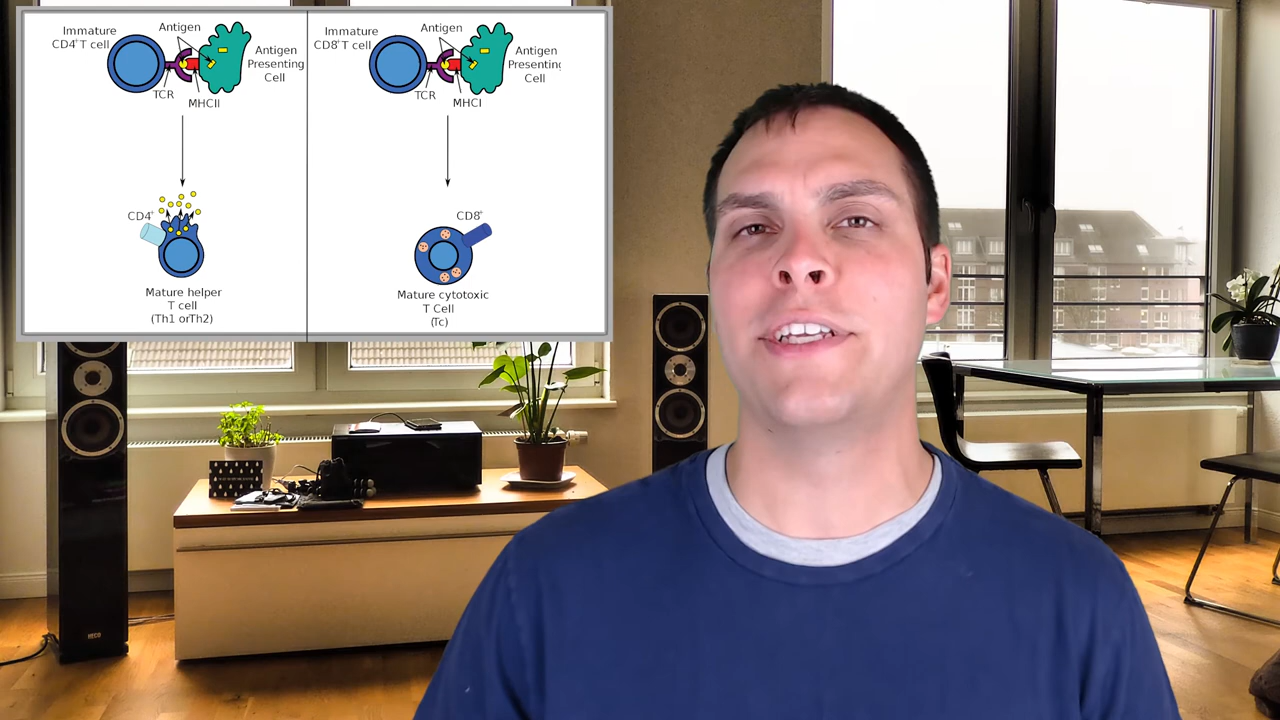 Immature
CD4+T cell
Antigen
Antigen
Presenting
Cell
TCR
MHCII
CD4+
Mature helper
T cell
(Th1 orTh2)
Immature
CD8+T cell
Antigen
Antigen
Presenting
Cell
TCR
MHCI
CD8+
Mature cytotoxic
T Cell
(Tc)
HECO